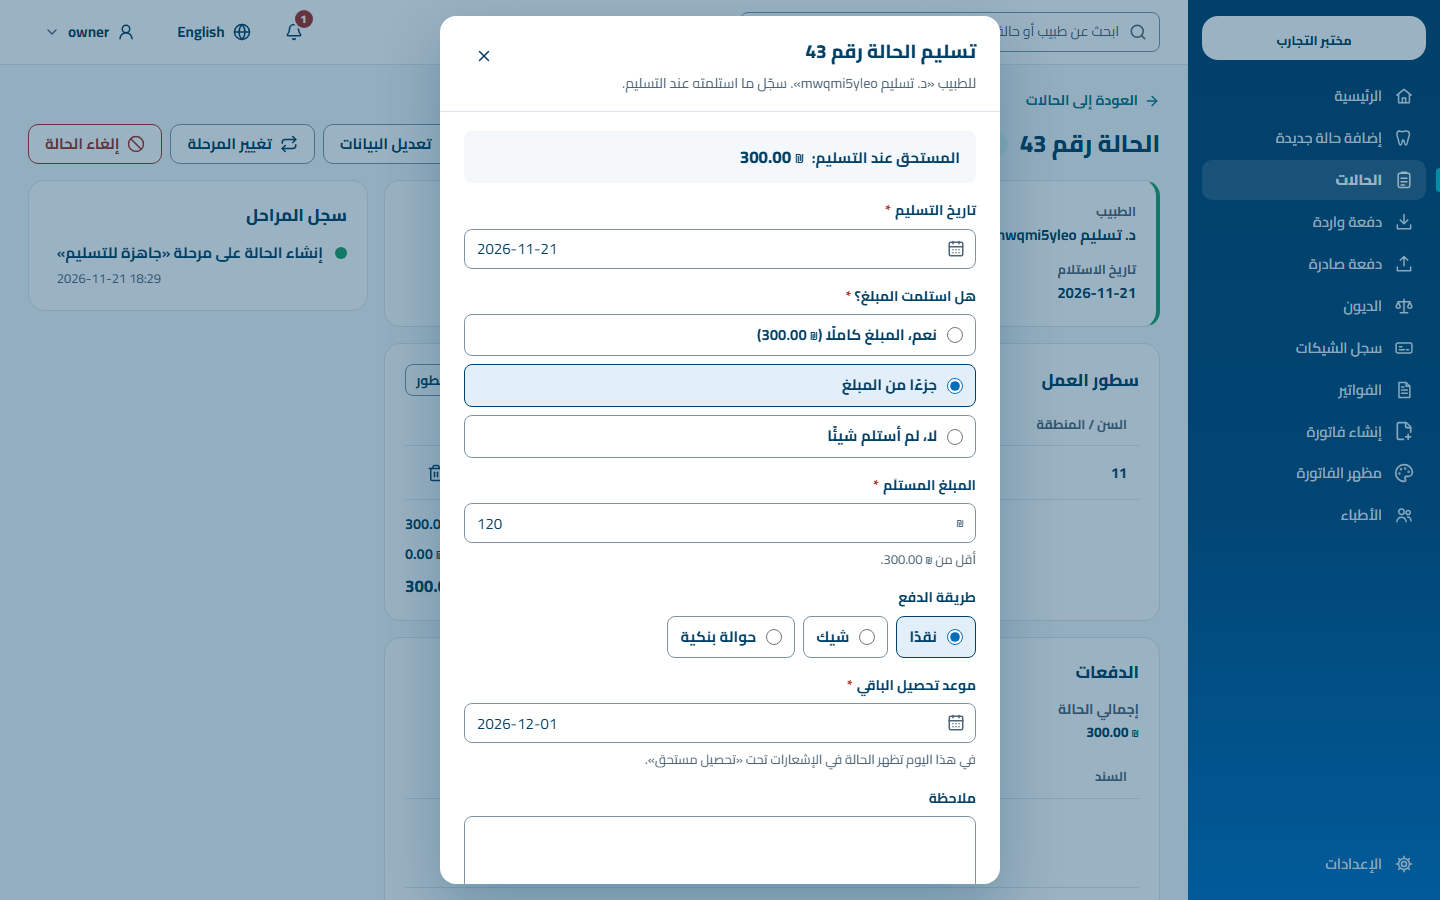 مختبر التجارب
الرئيسية
إضافة حالة جديدة
الحالات
دفعة واردة
دفعة صادرة
الديون
سجل الشيكات
الفواتير
إنشاء فاتورة
مظهر الفاتورة
الأطباء
الإعدادات
ابحث عن طبيب أو حالة
1
English
owner
العودة إلى الحالات
الحالة رقم 43
تعديل البيانات
تغيير المرحلة
إلغاء الحالة
الطبيب
د. تسليم mwqmi5yleo
تاريخ الاستلام
2026-11-21
سجل المراحل
إنشاء الحالة على مرحلة «جاهزة للتسليم»
2026-11-21 18:29
سطور العمل
السن / المنطقة
11
300.0
0.00 ₪
300.
الدفعات
إجمالي الحالة
₪ 300.00
السند
تسليم الحالة رقم 43
للطبيب «د. تسليم mwqmi5yleo». سجّل ما استلمته عند التسليم.
المستحق عند التسليم: ₪ 300.00
تاريخ التسليم *
2026-11-21
هل استلمت المبلغ؟ *
نعم، المبلغ كاملًا (₪ 300.00)
جزءًا من المبلغ
لا، لم أستلم شيئًا
المبلغ المستلم *
₪ 120
أقل من ₪ 300.00.
طريقة الدفع
نقدًا
شيك
حوالة بنكية
موعد تحصيل الباقي *
2026-12-01
في هذا اليوم تظهر الحالة في الإشعارات تحت «تحصيل مستحق».
ملاحظة